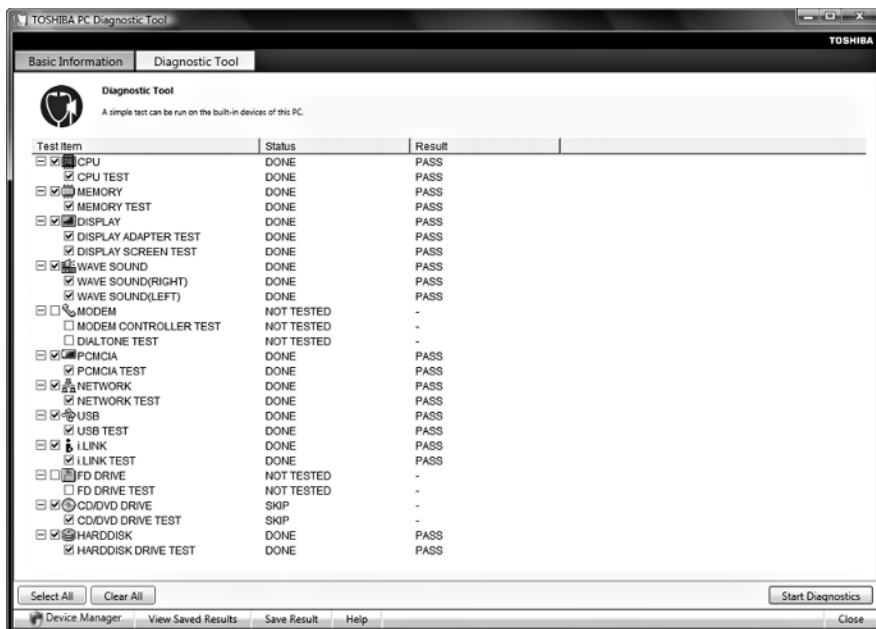 TOSHIBA PC Diagnostic Tool
TOSHIBA
Basic Information Diagnostic Tool
Diagnostic Tool
A simple test can be run on the built-in devices of this PC.
Test Item Status Result
CPU DONE PASS
CPU TEST DONE PASS
MEMORY DONE PASS
MEMORY TEST DONE PASS
DISPLAY DONE PASS
DISPLAY ADAPTER TEST DONE PASS
DISPLAY SCREEN TEST DONE PASS
WAVE SOUND DONE PASS
WAVE SOUND(RIGHT) DONE PASS
WAVE SOUND(LEFT) DONE PASS
MODEM NOT TESTED -
MODEM CONTROLLER TEST NOT TESTED -
DIALTONE TEST NOT TESTED -
PCMCIA DONE PASS
PCMCIA TEST DONE PASS
NETWORK DONE PASS
NETWORK TEST DONE PASS
USB DONE PASS
USB TEST DONE PASS
i.LINK DONE PASS
i.LINK TEST DONE PASS
FD DRIVE NOT TESTED -
FD DRIVE TEST NOT TESTED -
CD/DVD DRIVE SKIP -
CD/DVD DRIVE TEST SKIP -
HARDDISK DONE PASS
HARDDISK DRIVE TEST DONE PASS
Select All Clear All Start Diagnostics
Device Manager View Saved Results Save Result Help Close